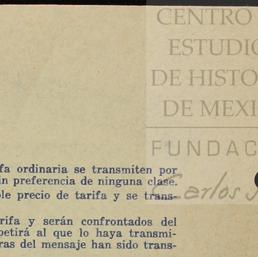 CENTRO
ESTUDIO
DE HISTO
DE MEXI
FUNDAC
Carlos S
fa ordinaria se transmiten por
in preferencia de ninguna clase.
ble precio de tarifa y se trans-
rifa y serán confrontados del
petirá al que lo haya transmi-
ras del mensaje han sido trans-